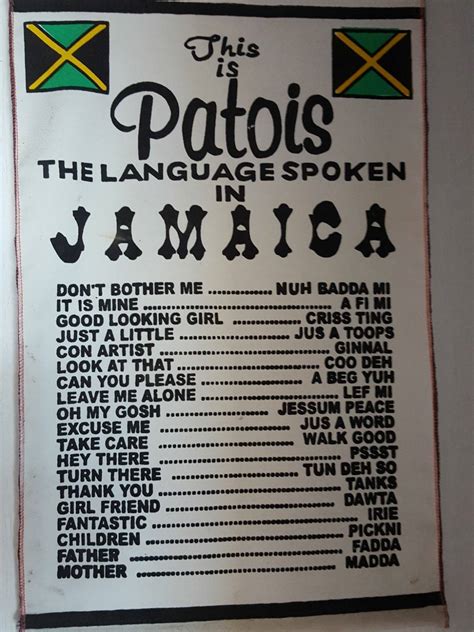 This
is
Patois
THE LANGUAGE SPOKEN
IN
JAMAICA
DON'T BOTHER ME ............. NUH BADDA MI
IT IS MINE ........................................ A FI MI
GOOD LOOKING GIRL ............... CRISS TING
JUST A LITTLE ......................... JUS A TOOPS
CON ARTIST .................................... GINNAL
LOOK AT THAT ............................. COO DEH
CAN YOU PLEASE ..................... A BEG YUH
LEAVE ME ALONE ............................ LEF MI
OH MY GOSH ..................... JESSUM PEACE
EXCUSE ME ......................... JUS A WORD
TAKE CARE .......................... WALK GOOD
HEY THERE .................................... PSSST
TURN THERE ........................ TUN DEH SO
THANK YOU ................................... TANKS
GIRL FRIEND ................................. DAWTA
FANTASTIC ........................................ IRIE
CHILDREN ..................................... PICKNI
FATHER ......................................... FADDA
MOTHER ....................................... MADDA